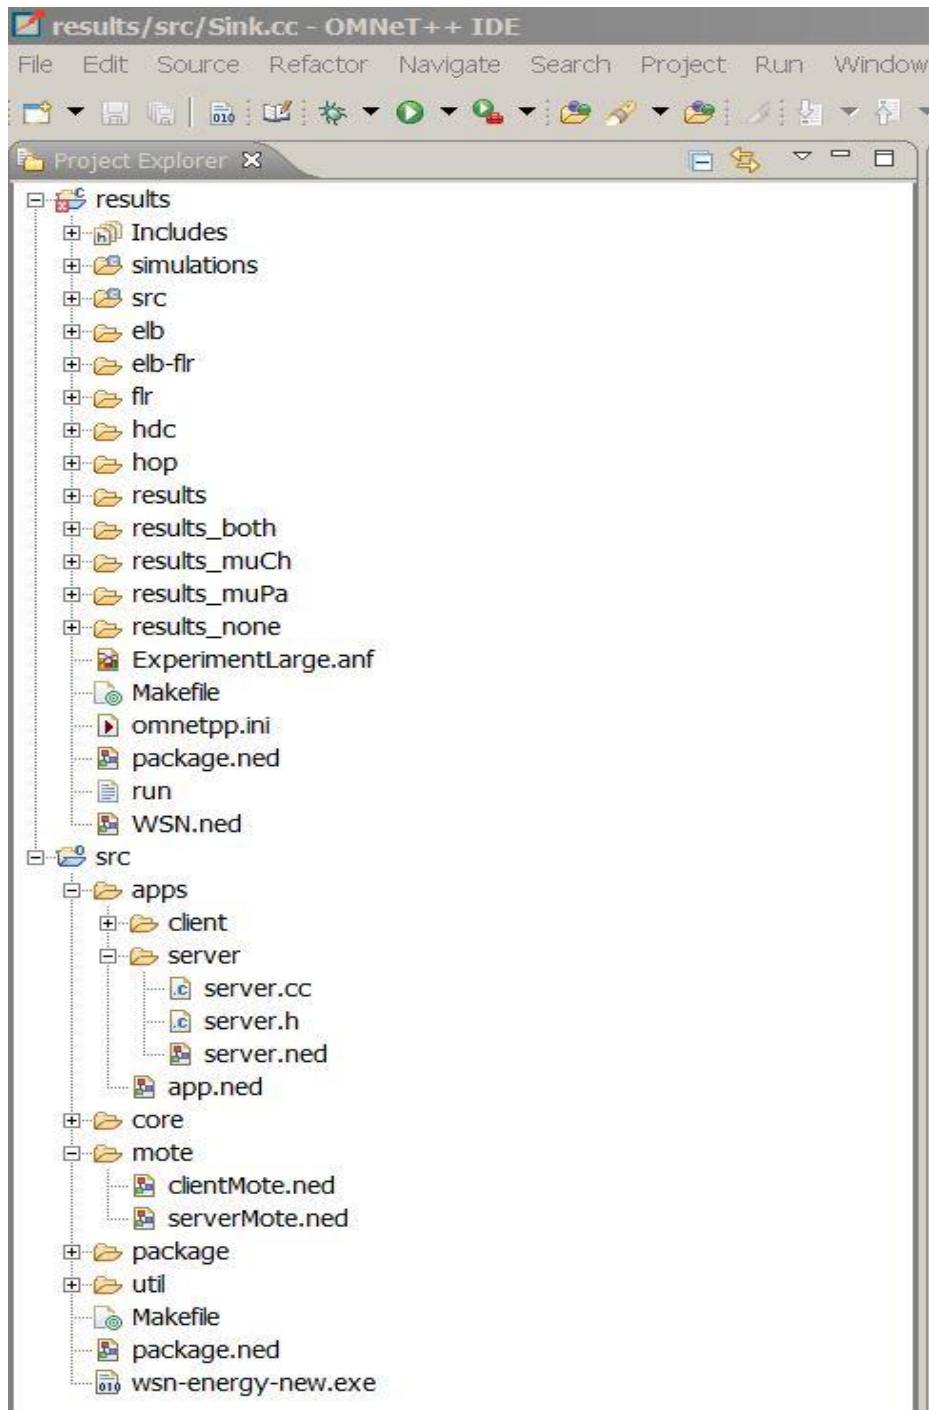 results/src/Sink.cc - OMNeT++ IDE
File Edit Source Refactor Navigate Search Project Run Window
Project Explorer
results
Includes
simulations
src
elb
elb-flr
flr
hdc
hop
results
results_both
results_muCh
results_muPa
results_none
ExperimentLarge.anf
Makefile
omnetpp.ini
package.ned
run
WSN.ned
src
apps
client
server
server.cc
server.h
server.ned
app.ned
core
mote
clientMote.ned
serverMote.ned
package
util
Makefile
package.ned
wsn-energy-new.exe